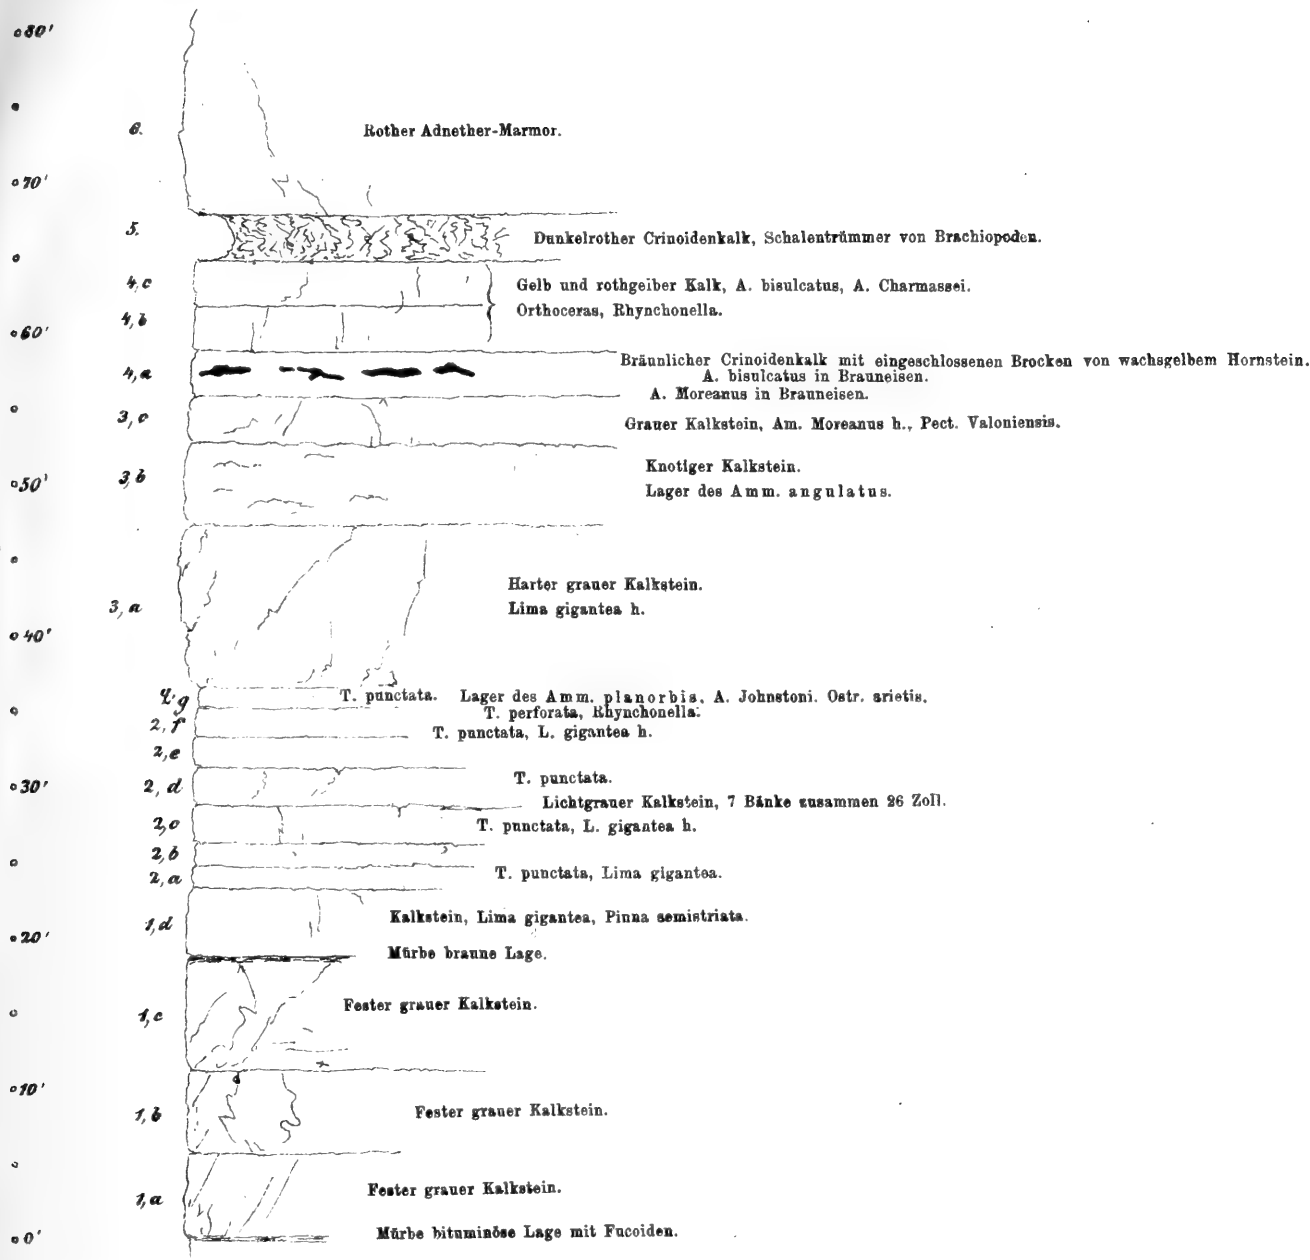 80'
6. Rother Adnether-Marmor.
70'
5. Dunkelrother Crinoidenkalk, Schalentrümmer von Brachiopoden.
4,c Gelb und rothgelber Kalk, A. bisulcatus, A. Charmassei.
4,b Orthoceras, Rhynchonella.
60'
Bräunlicher Crinoidenkalk mit eingeschlossenen Brocken von wachsgelbem Hornstein.
4,a A. bisulcatus in Brauneisen.
A. Moreanus in Brauneisen.
3,c Grauer Kalkstein, Am. Moreanus h., Pect. Valoniensis.
Knotiger Kalkstein.
3,b
50' Lager des Amm. angulatus.
Harter grauer Kalkstein.
3,a Lima gigantea h.
40'
2,g T. punctata. Lager des Amm. planorbis, A. Johnstoni. Ostr. arietis.
T. perforata, Rhynchonella.
2,f T. punctata, L. gigantea h.
2,e
30' 2,d T. punctata.
Lichtgrauer Kalkstein, 7 Bänke zusammen 26 Zoll.
2,c T. punctata, L. gigantea h.
2,b
2,a T. punctata, Lima gigantea.
1,d Kalkstein, Lima gigantea, Pinna semistriata.
20'
Mürbe braune Lage.
1,c Fester grauer Kalkstein.
10'
1,b Fester grauer Kalkstein.
1,a Fester grauer Kalkstein.
0' Mürbe bituminöse Lage mit Fucoiden.